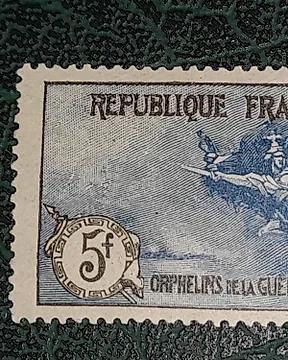 REPUBLIQUE FRA
5f
ORPHELINS DE LA GUE